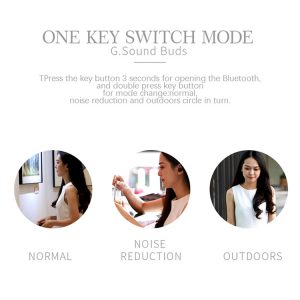 ONE KEY SWITCH MODE
G.Sound Buds
TPress the key button 3 seconds for opening the Bluetooth,
and double press key button
for mode change:normal,
noise reduction and outdoors circle in turn.
NORMAL
NOISE
REDUCTION
OUTDOORS